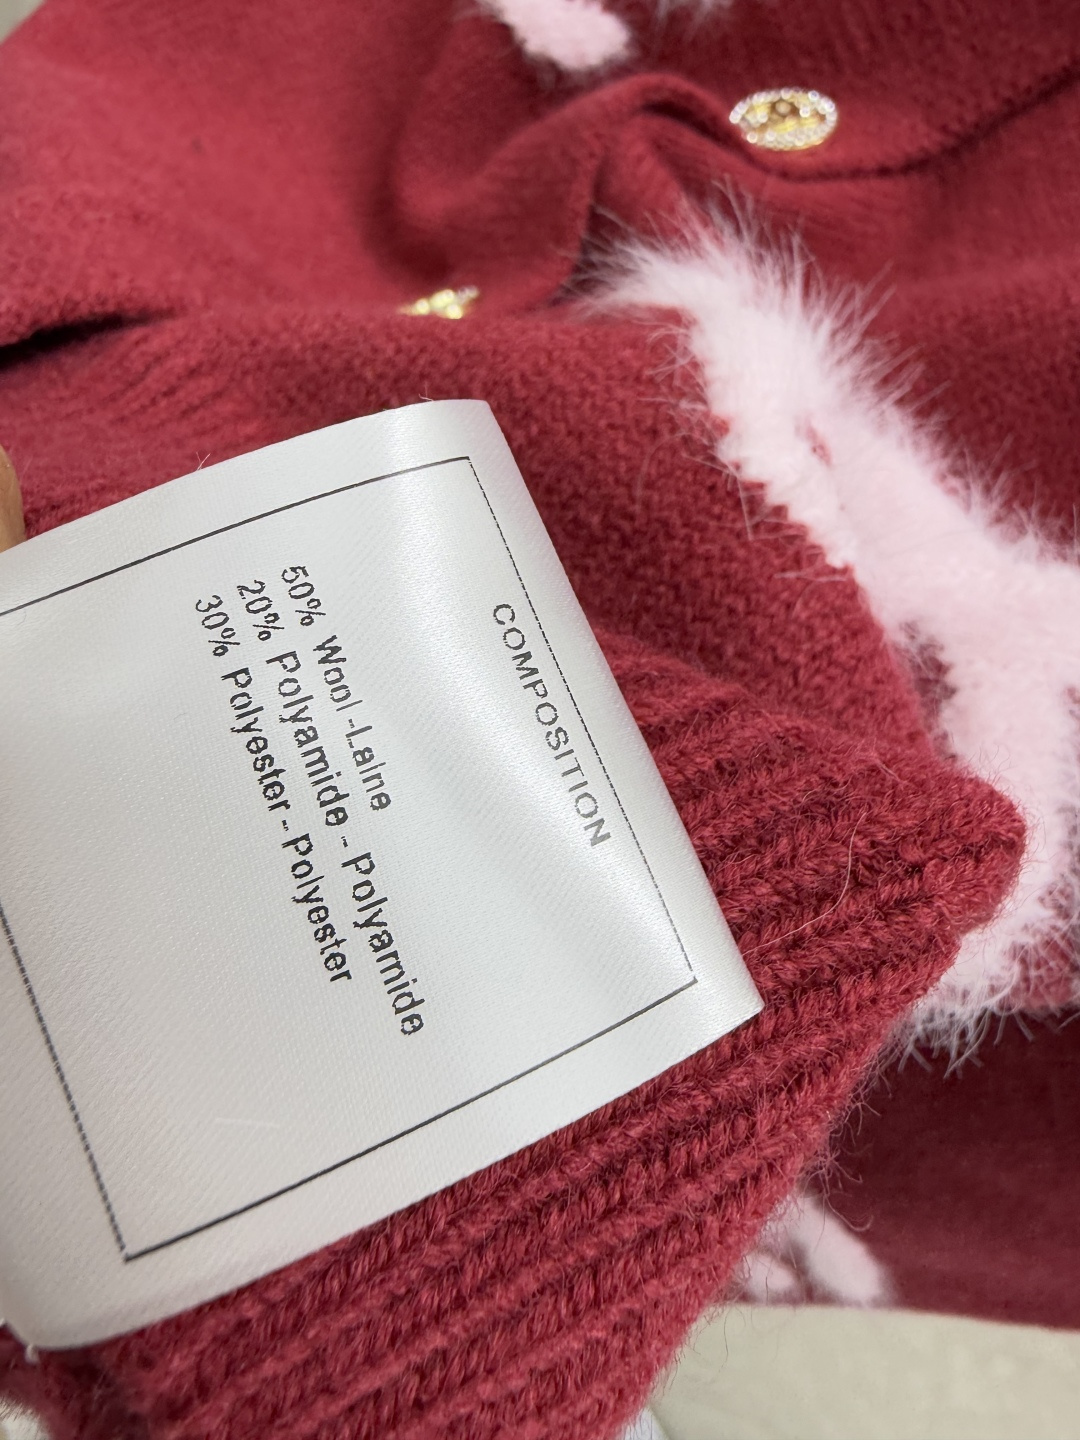 COMPOSITION
50% Wool -Laine
20% Polyamide - Polyamide
30% Polyester - Polyester